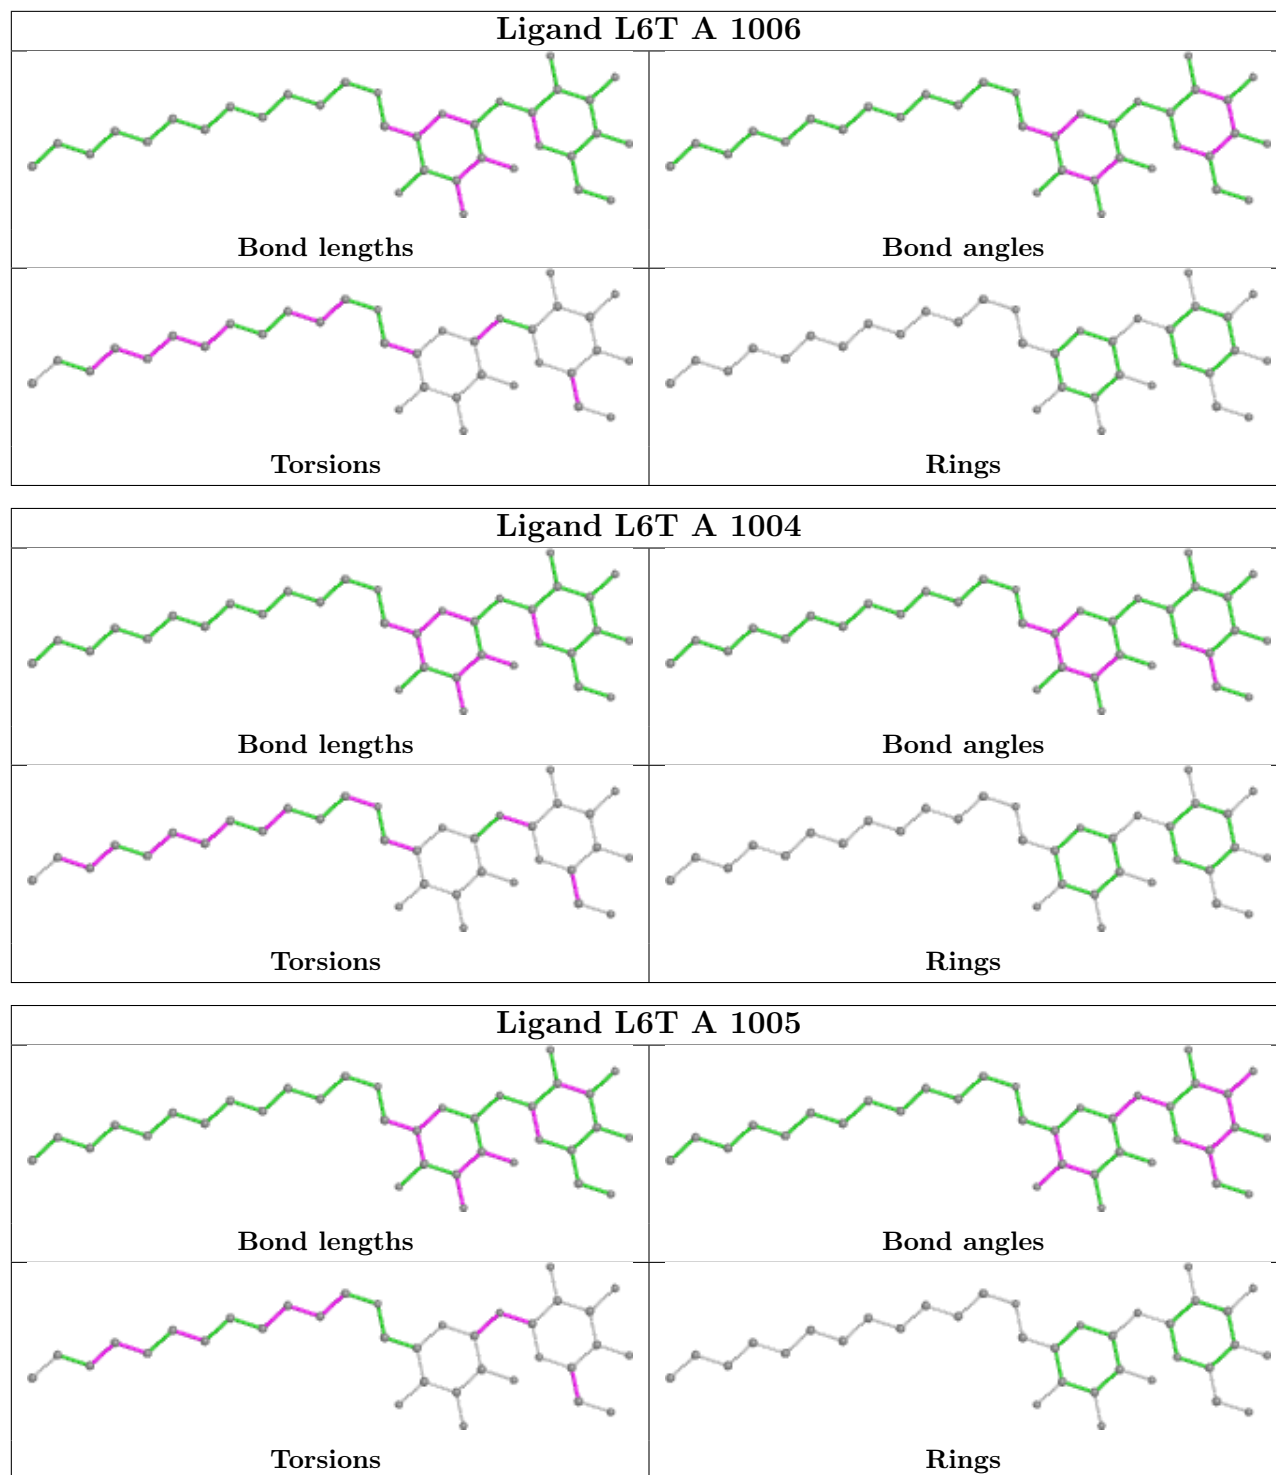 Ligand L6T A 1006
Bond lengths
Bond angles
Torsions
Rings
Ligand L6T A 1004
Bond lengths
Bond angles
Torsions
Rings
Ligand L6T A 1005
Bond lengths
Bond angles
Torsions
Rings